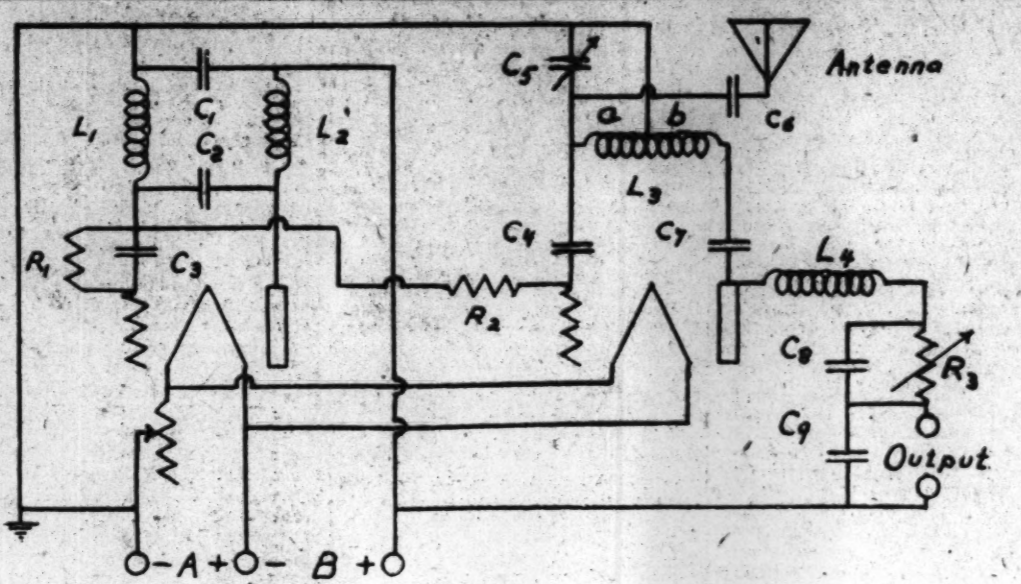 C5
Antenna
C6
L1
C1
C2
L2
a b
L3
R1
C3
C4
C7
R2
L4
C8
R3
C9
Output
- A + - B +